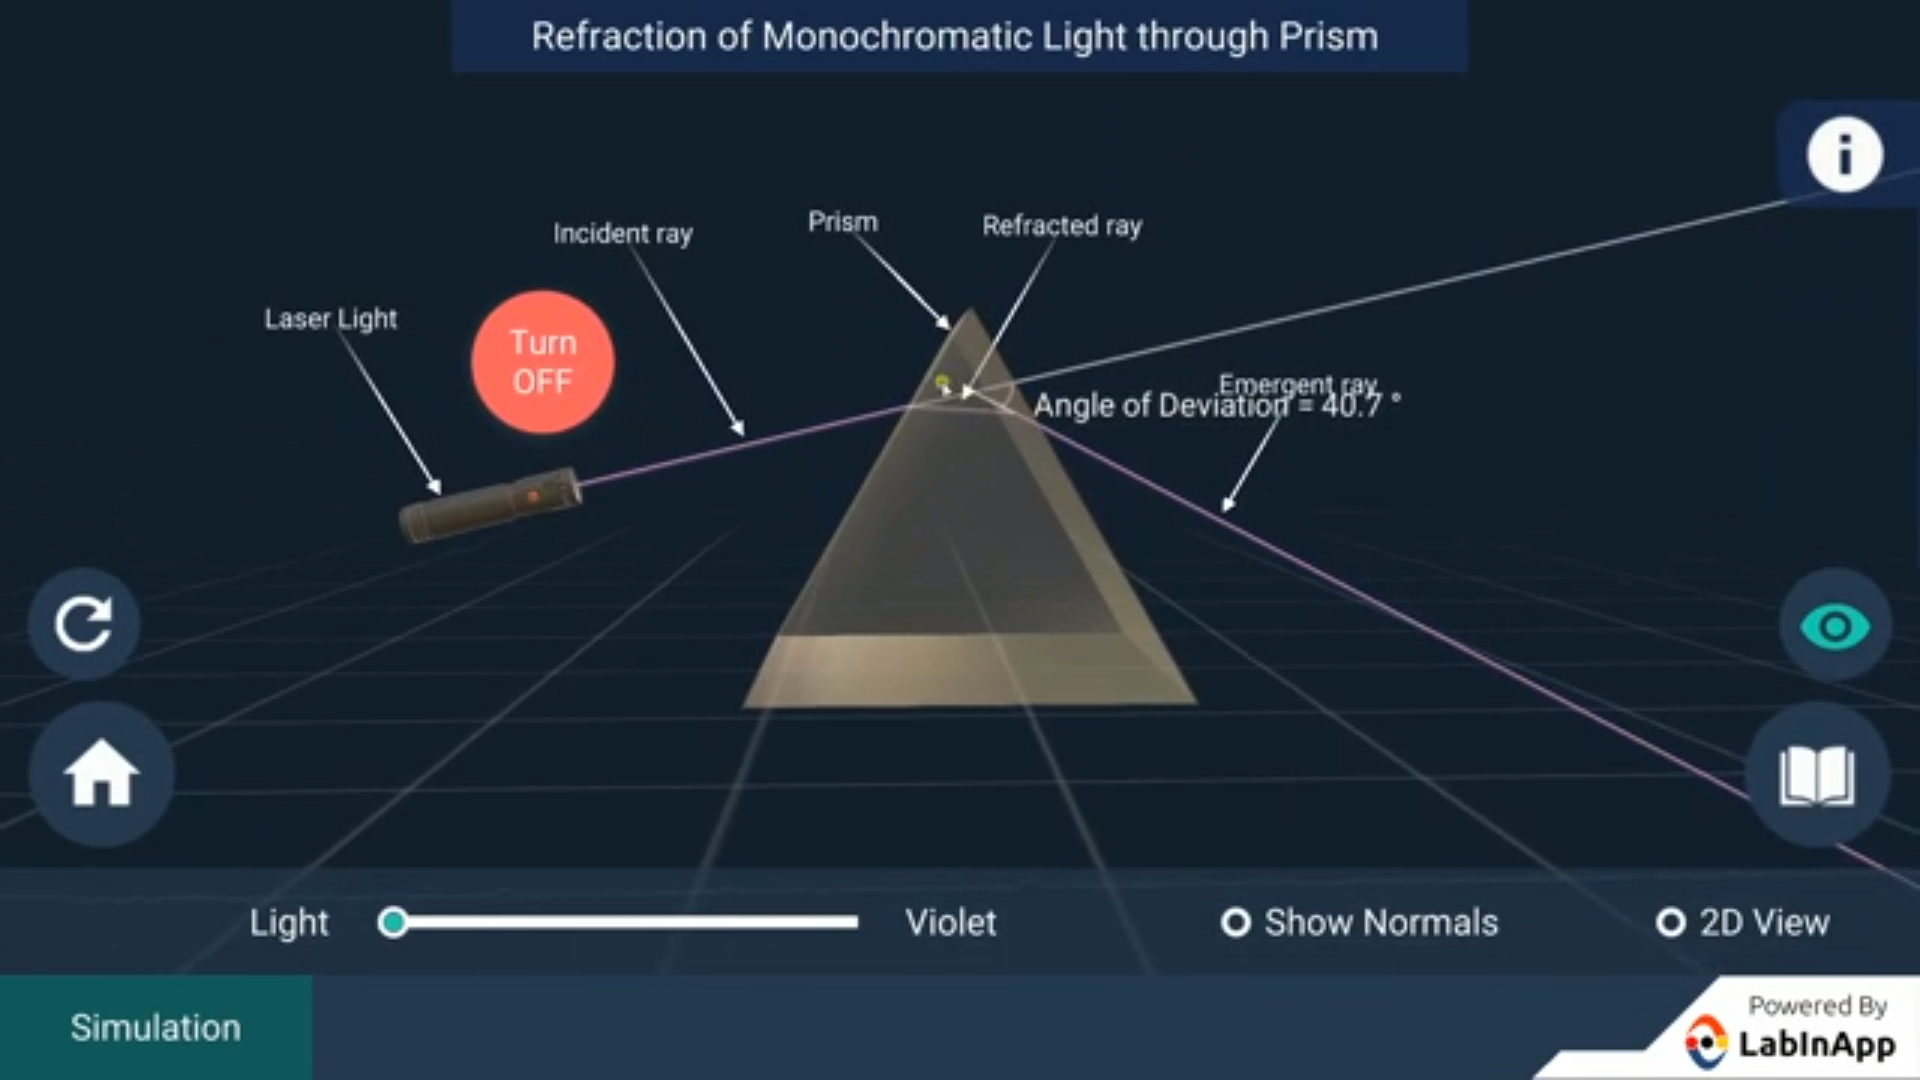 Refraction of Monochromatic Light through Prism
Incident ray
Prism
Refracted ray
Laser Light
Turn
OFF
Emergent ray
Angle of Deviation = 40.7 °
Light
Violet
Show Normals
2D View
Simulation
Powered By
LabInApp